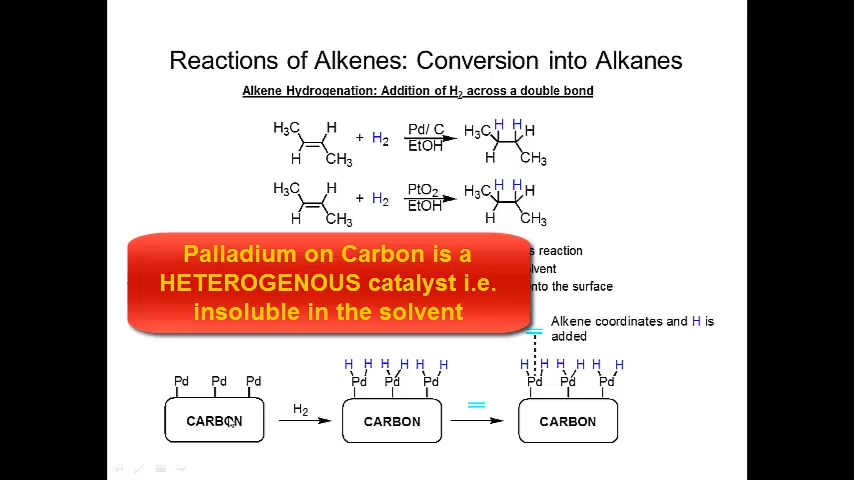 Reactions of Alkenes: Conversion into Alkanes
Alkene Hydrogenation: Addition of H2 across a double bond
H3C H + H2 Pd/ C H3C H H H
EtOH
H CH3 H CH3
H3C H + H2 PtO2 H3C H H H
EtOH
H CH3 H CH3
Palladium on Carbon is a
HETEROGENOUS catalyst i.e.
insoluble in the solvent
s reaction
lvent
nto the surface
Alkene coordinates and H is
added
H H H H H H H H H H H H
Pd Pd Pd Pd Pd Pd Pd Pd Pd
H2
CARBON CARBON CARBON